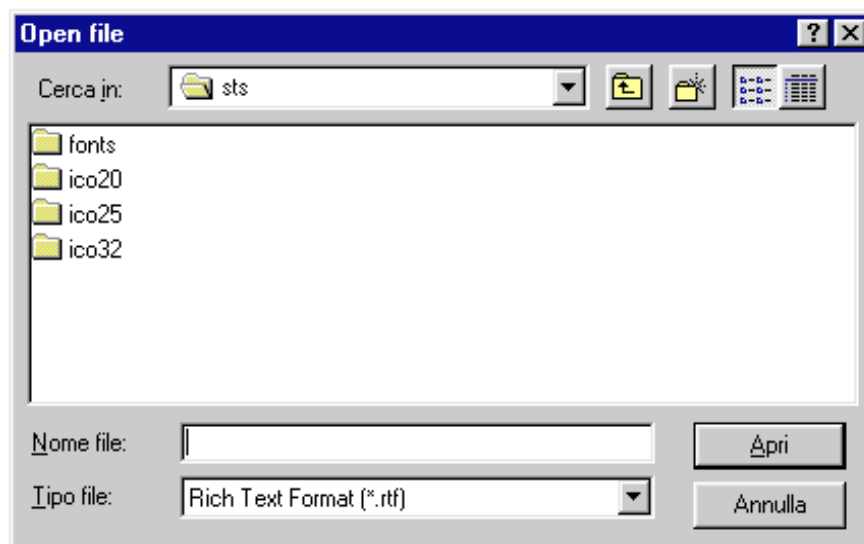 Open file
Cerca in: sts
fonts
ico20
ico25
ico32
Nome file: Apri
Tipo file: Rich Text Format (*.rtf) Annulla